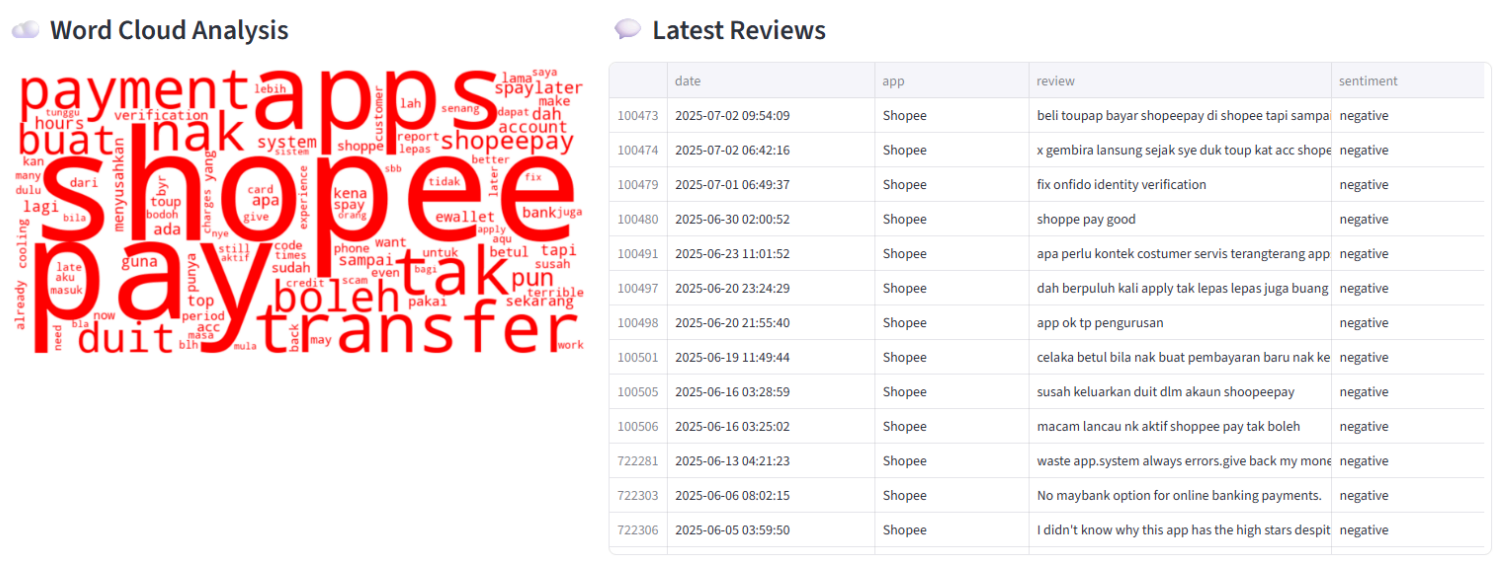 Word Cloud Analysis
payment
apps
lebih
lama
saya
spaylater
tunggu
hours
verification
customer
lah
senang
dapat
make
dah
buat
nak
system
sistem
shoppe
report
lepas
account
shopeepay
kan
many
dulu
lagi
dari
bila
menyusahkan
byr
toup
bodoh
ada
yang
charges
nye
shopee
card
apa
give
experience
sbb
kena
spay
orang
better
tidak
later
fix
ewallet
bank
juga
apply
aqu
already
cooling
late
aku
masuk
guna
punya
still
aktif
code
times
sudah
phone
want
sampai
even
untuk
bagi
betul
tapi
susah
pay
tak
pun
credit
scam
boleh
pakai
terrible
sekarang
need
bla
now
duit
top
period
acc
masa
blh
mula
back
may
transfer
work
Latest Reviews
date app review sentiment
100473 2025-07-02 09:54:09 Shopee beli toupap bayar shopeepay di shopee tapi sampai negative
100474 2025-07-02 06:42:16 Shopee x gembira lansung sejak sye duk toup kat acc shope negative
100479 2025-07-01 06:49:37 Shopee fix onfido identity verification negative
100480 2025-06-30 02:00:52 Shopee shoppe pay good negative
100491 2025-06-23 11:01:52 Shopee apa perlu kontek costumer servis terangterang app negative
100497 2025-06-20 23:24:29 Shopee dah berpuluh kali apply tak lepas lepas juga buang negative
100498 2025-06-20 21:55:40 Shopee app ok tp pengurusan negative
100501 2025-06-19 11:49:44 Shopee celaka betul bila nak buat pembayaran baru nak ke negative
100505 2025-06-16 03:28:59 Shopee susah keluarkan duit dlm akaun shoopeepay negative
100506 2025-06-16 03:25:02 Shopee macam lancau nk aktif shoppee pay tak boleh negative
722281 2025-06-13 04:21:23 Shopee waste app.system always errors.give back my mone negative
722303 2025-06-06 08:02:15 Shopee No maybank option for online banking payments. negative
722306 2025-06-05 03:59:50 Shopee I didn't know why this app has the high stars despit negative